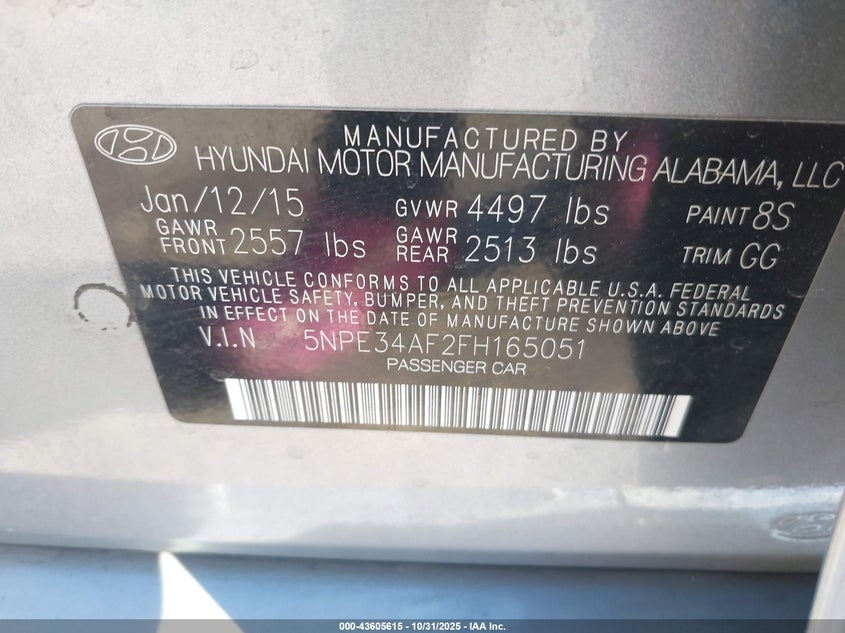 MANUFACTURED BY
HYUNDAI MOTOR MANUFACTURING ALABAMA, LLC
Jan/12/15 GVWR 4497 lbs PAINT 8S
GAWR FRONT 2557 lbs GAWR REAR 2513 lbs TRIM GG
THIS VEHICLE CONFORMS TO ALL APPLICABLE U.S.A. FEDERAL
MOTOR VEHICLE SAFETY, BUMPER, AND THEFT PREVENTION STANDARDS
IN EFFECT ON THE DATE OF MANUFACTURE SHOWN ABOVE
V.I.N 5NPE34AF2FH165051
PASSENGER CAR
000-43605615 - 10/31/2025 - IAA Inc.